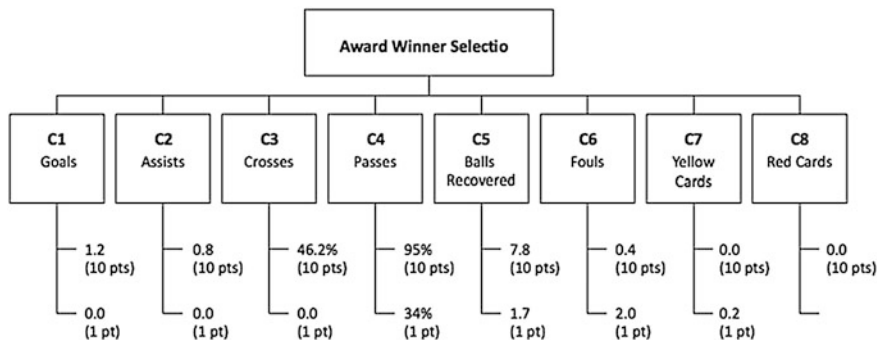 Award Winner Selectio
C1
Goals
C2
Assists
C3
Crosses
C4
Passes
C5
Balls
Recovered
C6
Fouls
C7
Yellow
Cards
C8
Red Cards
1.2
(10 pts)
0.8
(10 pts)
46.2%
(10 pts)
95%
(10 pts)
7.8
(10 pts)
0.4
(10 pts)
0.0
(10 pts)
0.0
(10 pts)
0.0
(1 pt)
0.0
(1 pt)
0.0
(1 pt)
34%
(1 pt)
1.7
(1 pt)
2.0
(1 pt)
0.2
(1 pt)